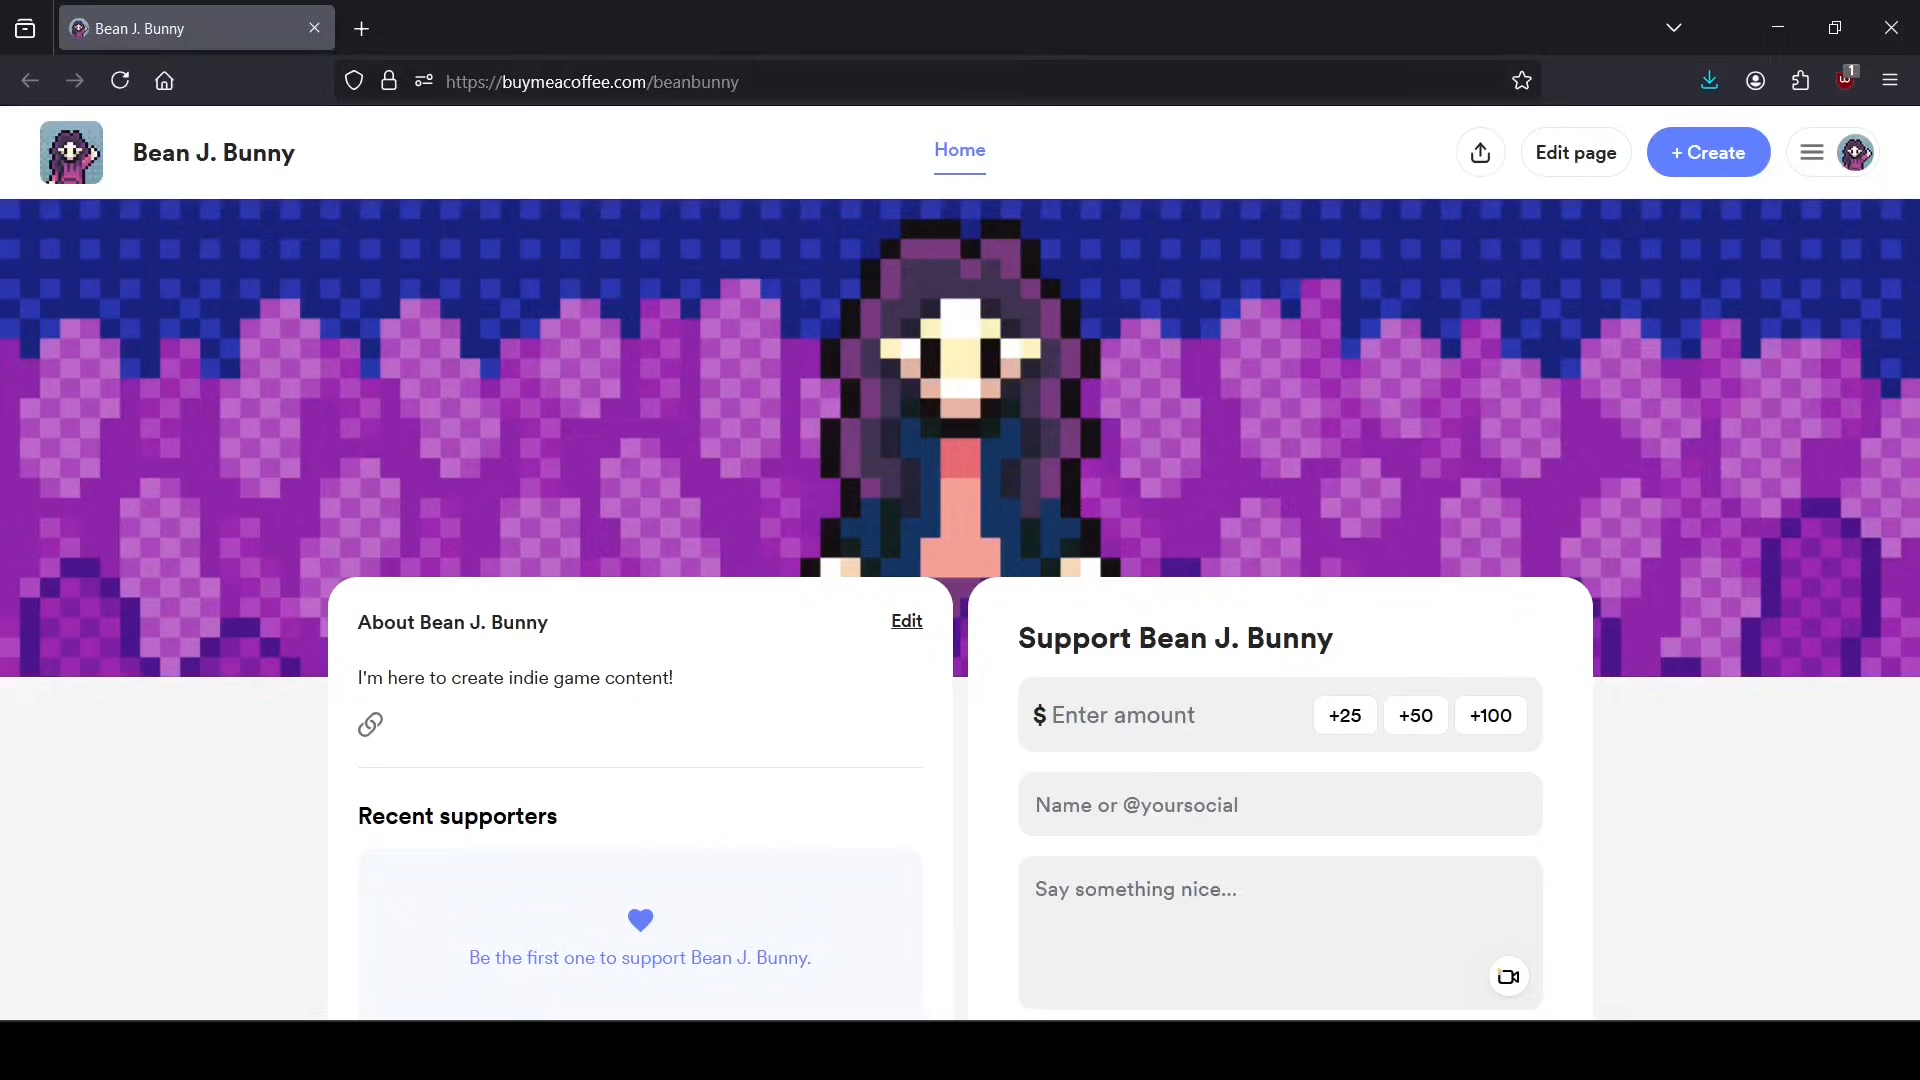 Bean J. Bunny
https://buymeacoffee.com/beanbunny
1
Bean J. Bunny
Home
Edit page
+ Create
About Bean J. Bunny
Edit
I'm here to create indie game content!
Recent supporters
Be the first one to support Bean J. Bunny.
Support Bean J. Bunny
$ Enter amount
+25
+50
+100
Name or @yoursocial
Say something nice...